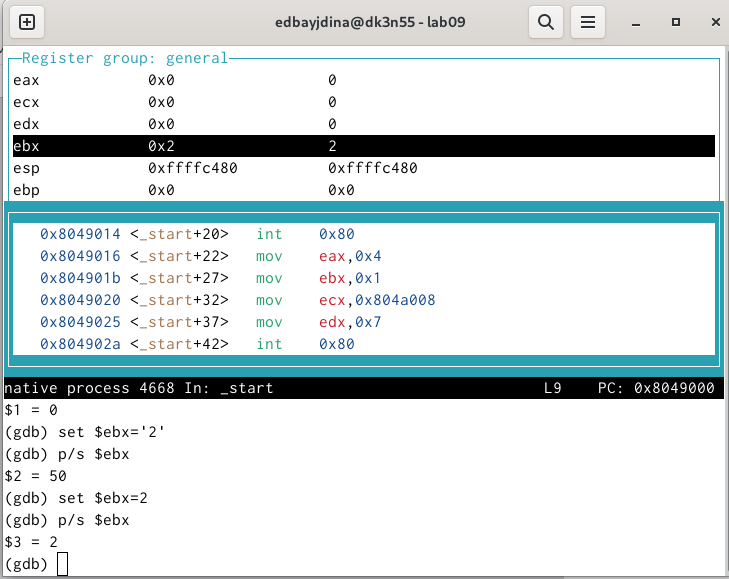 edbayjdina@dk3n55 - lab09
Register group: general
eax 0x0 0
ecx 0x0 0
edx 0x0 0
ebx 0x2 2
esp 0xffffc480 0xffffc480
ebp 0x0 0x0
0x8049014 <_start+20> int 0x80
0x8049016 <_start+22> mov eax,0x4
0x804901b <_start+27> mov ebx,0x1
0x8049020 <_start+32> mov ecx,0x804a008
0x8049025 <_start+37> mov edx,0x7
0x804902a <_start+42> int 0x80
native process 4668 In: _start L9 PC: 0x8049000
$1 = 0
(gdb) set $ebx='2'
(gdb) p/s $ebx
$2 = 50
(gdb) set $ebx=2
(gdb) p/s $ebx
$3 = 2
(gdb)